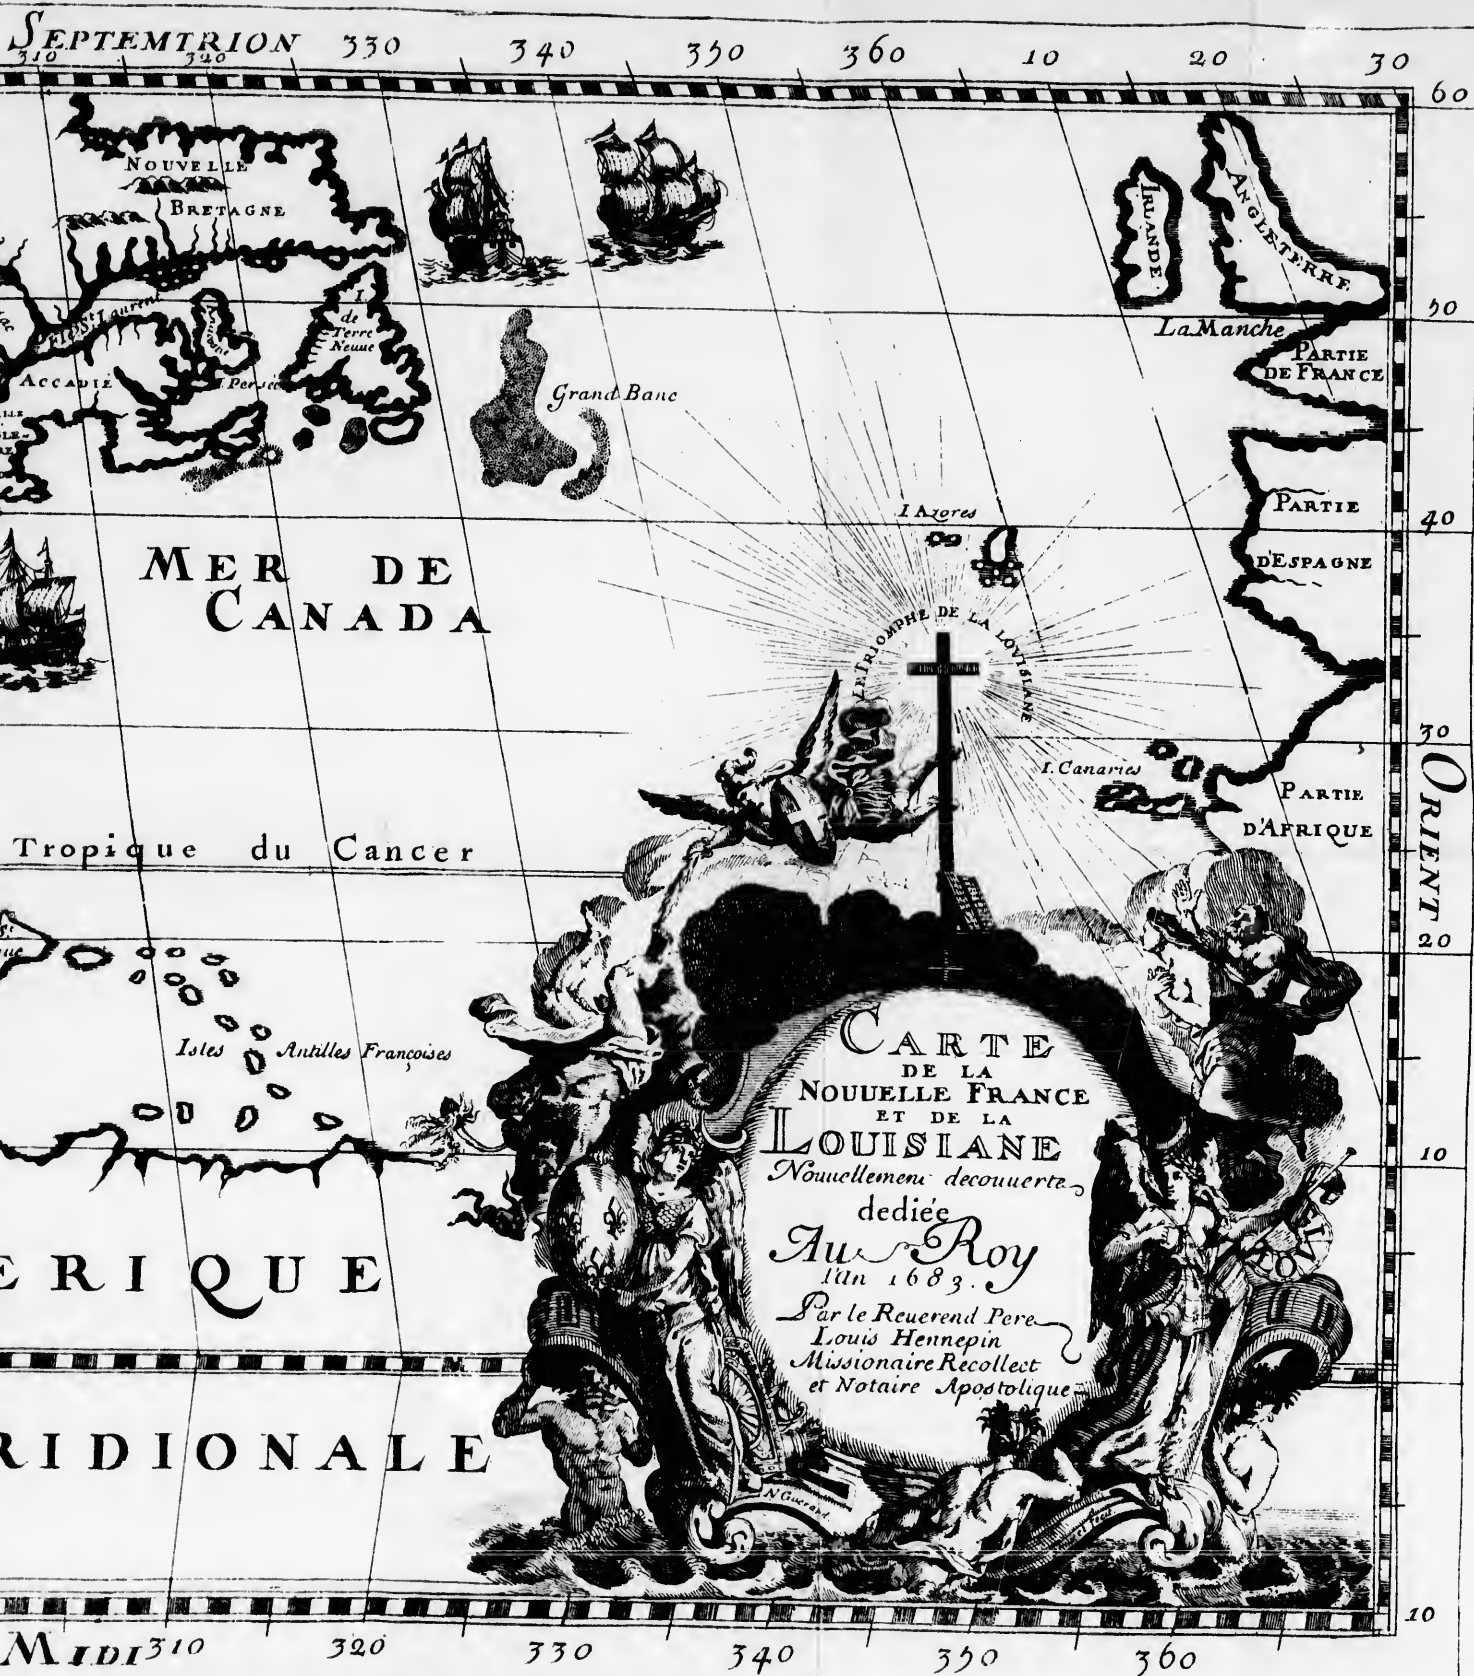 SEPTEMTRION 330 340 350 360 10 20 30
310 320
60
NOUVELLE
BRETAGNE
IRLANDE
ANGLETERRE
50
La Manche
PARTIE
DE FRANCE
St. Laurent
I.
de
Terre
Neuue
ACCADIE
Grand Banc
PARTIE
D'ESPAGNE
40
I Azores
MER DE
CANADA
LE TRIOMPHE DE LA LOVISIANE
30
I. Canaries
PARTIE
D'AFRIQUE
ORIENT
Tropique du Cancer
20
Isles Antilles Françoises
10
CARTE
DE LA
NOUUELLE FRANCE
ET DE LA
LOUISIANE
Nouuellement decouuerte
dediée
Au Roy
l'An 1683.
Par le Reuerend Pere
Louis Hennepin
Missionaire Recollect
et Notaire Apostolique
ERIQUE
RIDIONALE
N Guerard
10
MIDI 310 320 330 340 350 360